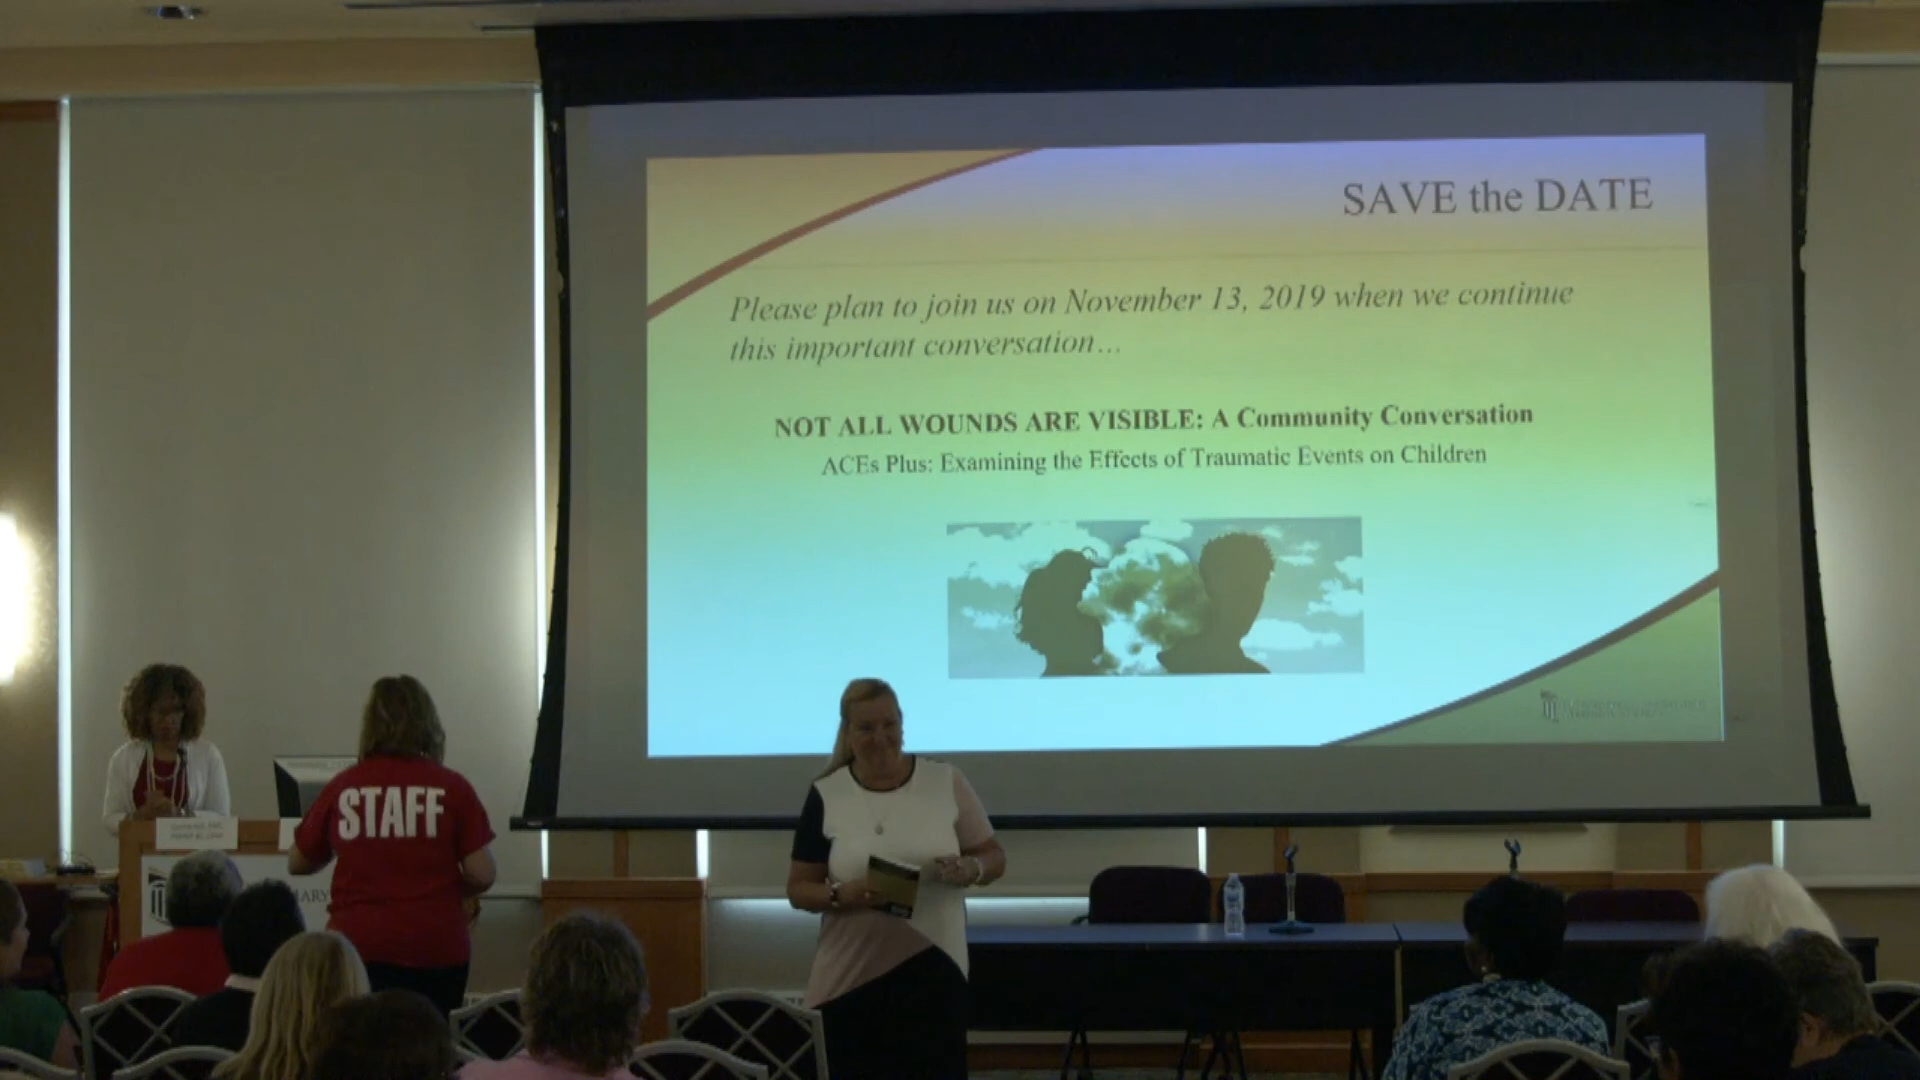 SAVE the DATE
Please plan to join us on November 13, 2019 when we continue
this important conversation...
NOT ALL WOUNDS ARE VISIBLE: A Community Conversation
ACEs Plus: Examining the Effects of Traumatic Events on Children
STAFF